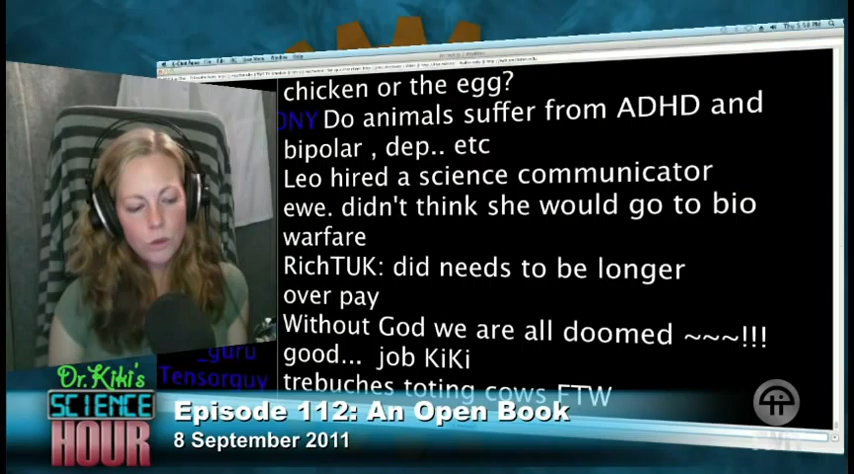 chicken or the egg?
ONY Do animals suffer from ADHD and
bipolar , dep.. etc
Leo hired a science communicator
ewe. didn't think she would go to bio
warfare
RichTUK: did needs to be longer
over pay
Without God we are all doomed ~~~!!!
good... job KiKi
_guru
Tensorguy
trebuches toting cows FTW
Dr. Kiki's
SCIENCE
HOUR
Episode 112: An Open Book
8 September 2011